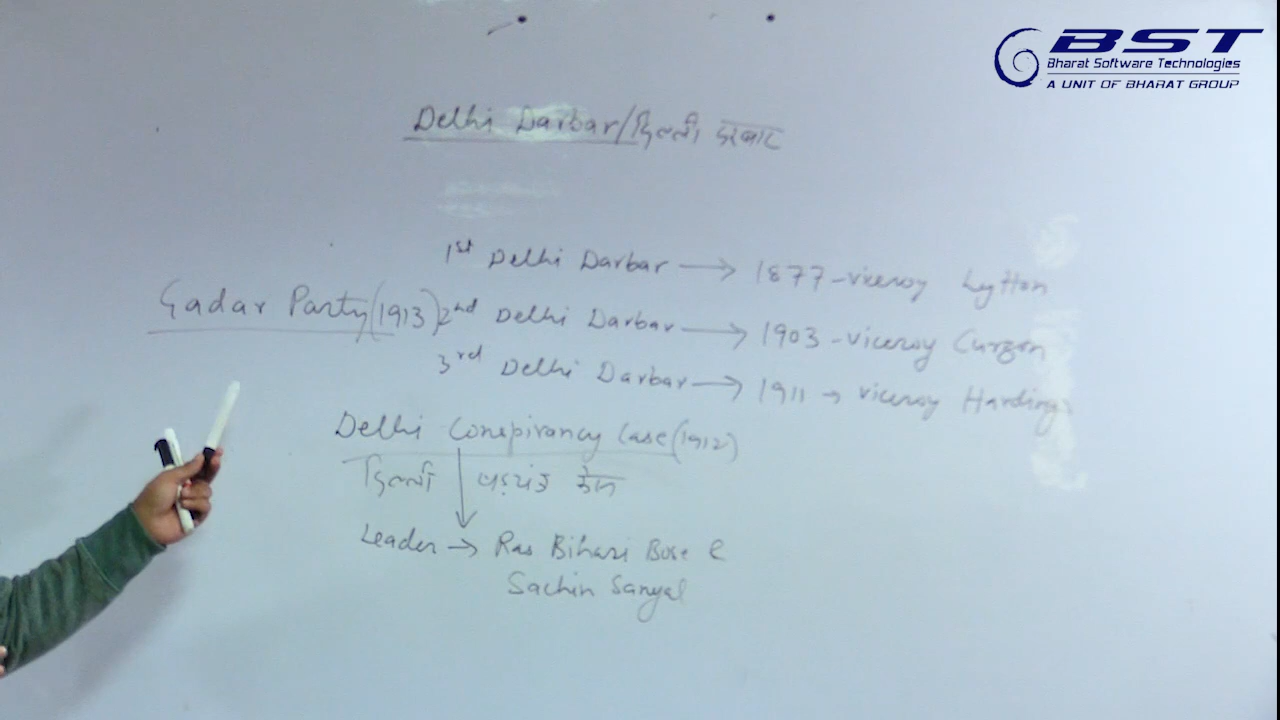 BST
Bharat Software Technologies
A UNIT OF BHARAT GROUP
Delhi Darbar/दिल्ली दरबार
1st Delhi Darbar → 1877-viceroy Lytton
Gadar Party(1913)
2nd Delhi Darbar → 1903-viceroy Curzon
3rd Delhi Darbar → 1911 → viceroy Harding
Delhi Conspirancy Case(1912)
दिल्ली षड्यंत्र केस
Leader → Ras Bihari Bose &
Sachin Sanyal